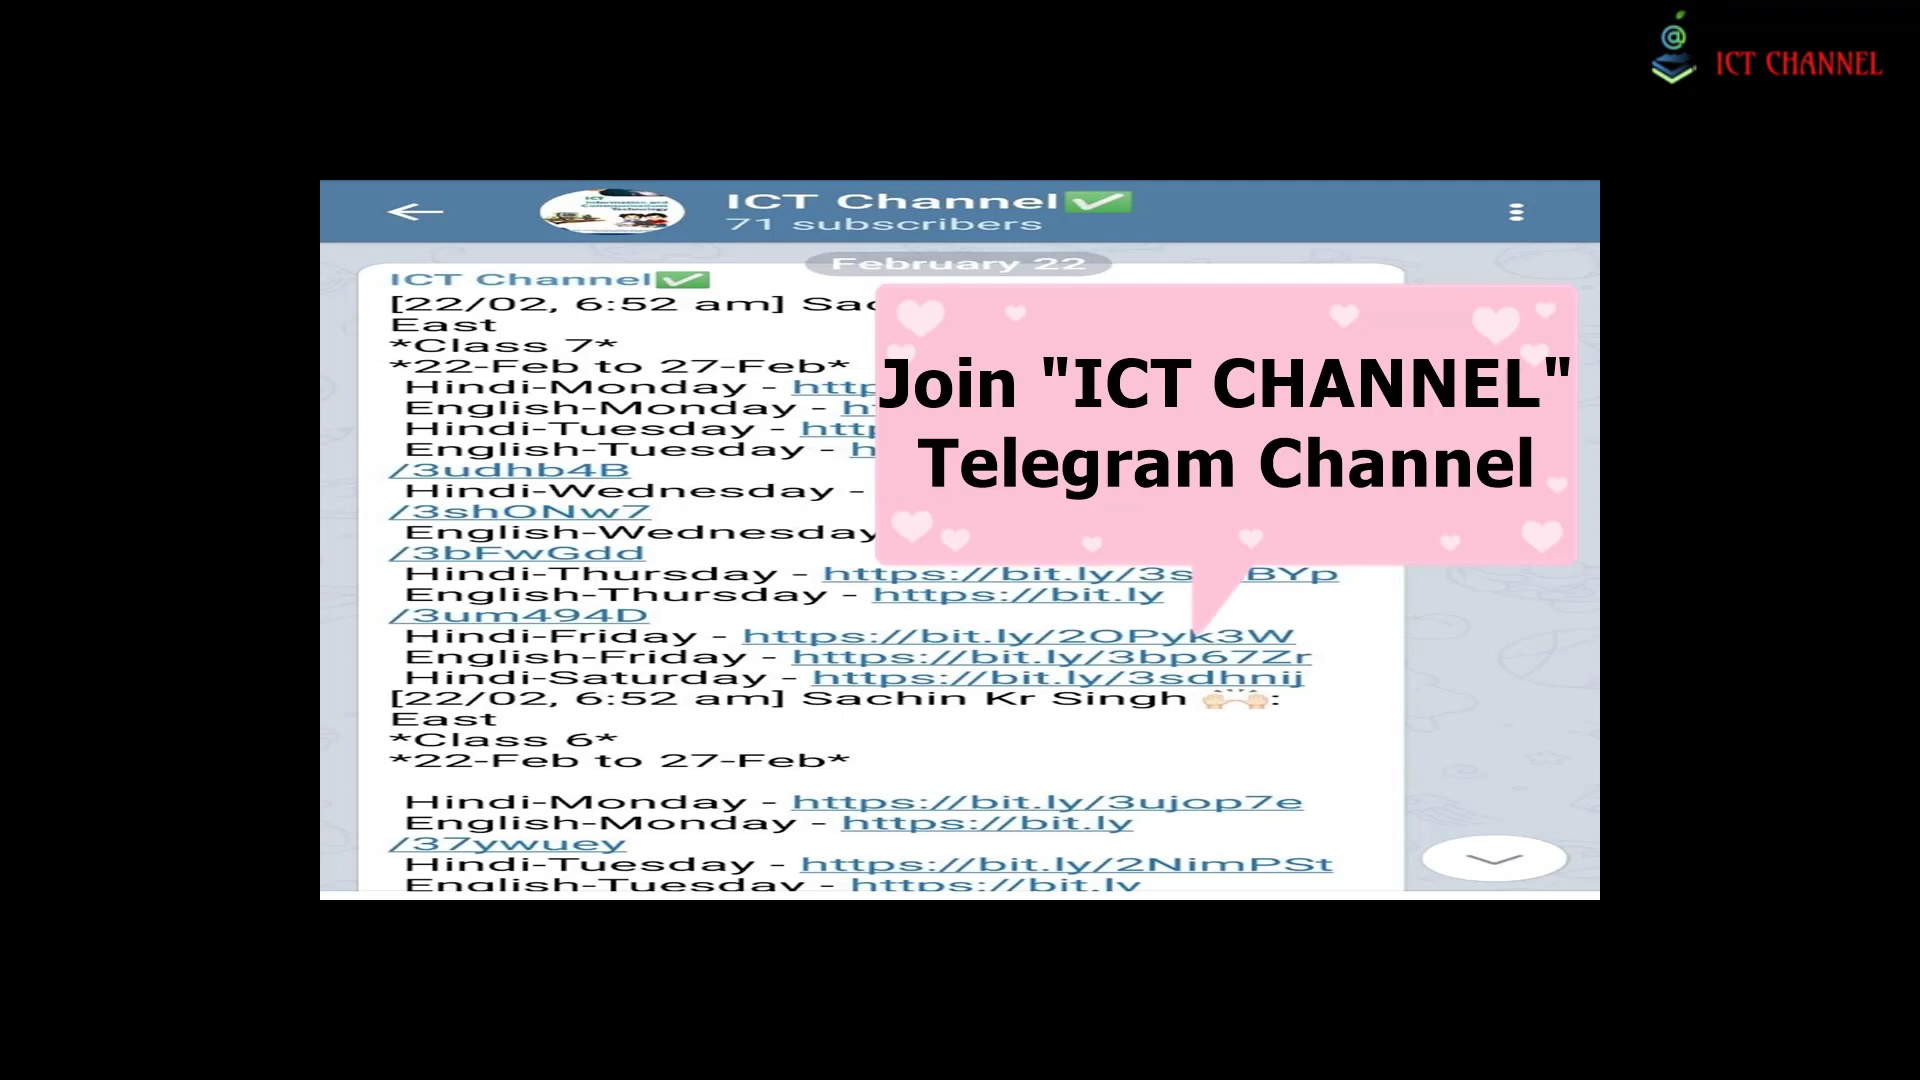 ICT CHANNEL
ICT Channel✅
71 subscribers
February 22
ICT Channel✅
[22/02, 6:52 am]
East
*Class 7*
*22-Feb to 27-Feb*
Hindi-Monday -
English-Monday -
Hindi-Tuesday -
English-Tuesday -
/3udhb4B
Hindi-Wednesday -
/3shONw7
English-Wednesday
/3bFwGdd
Hindi-Thursday -
English-Thursday - https://bit.ly
/3um494D
Hindi-Friday - https://bit.ly/2OPyk3W
English-Friday - https://bit.ly/3bp67Zr
Hindi-Saturday - https://bit.ly/3sdhnij
[22/02, 6:52 am] Sachin Kr Singh 🙌🏻:
East
*Class 6*
*22-Feb to 27-Feb*
Hindi-Monday - https://bit.ly/3ujop7e
English-Monday - https://bit.ly
/37ywuey
Hindi-Tuesday - https://bit.ly/2NimPSt
English-Tuesday - https://bit.ly
Join "ICT CHANNEL"
Telegram Channel